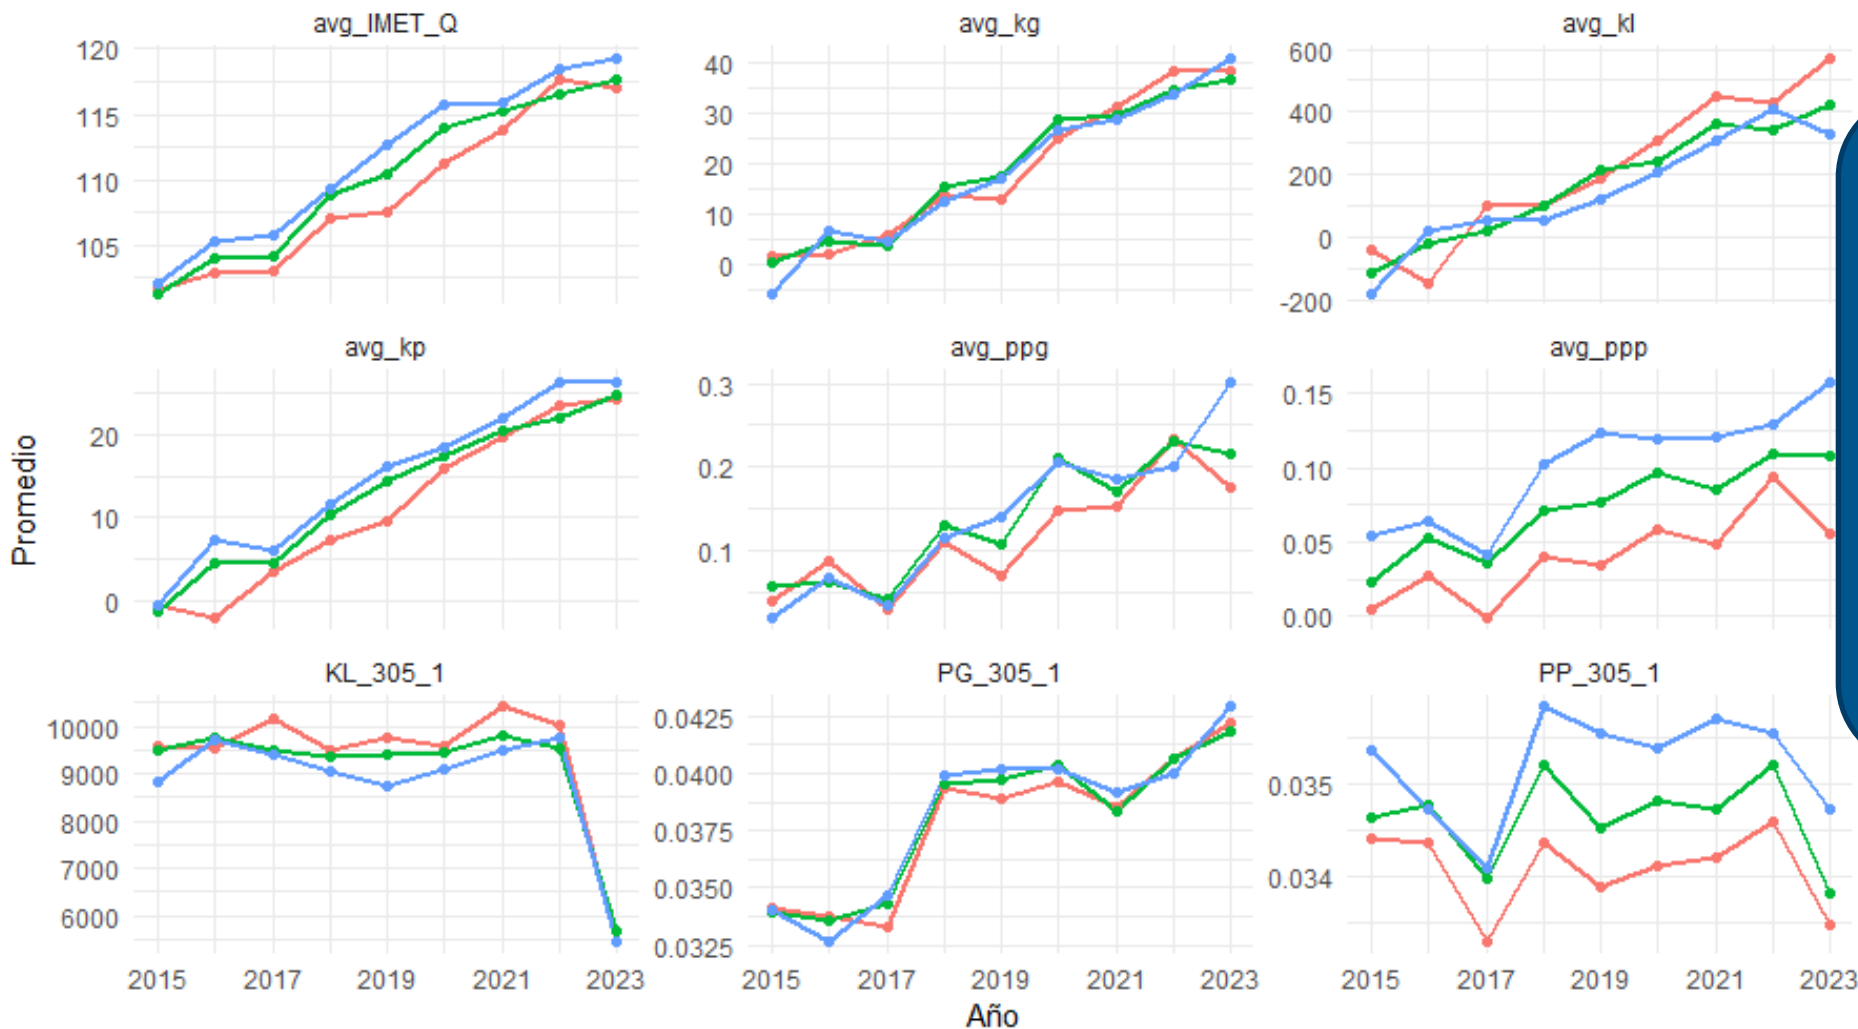 avg_IMET_Q
avg_kg
avg_kl
120
115
110
105
40
30
20
10
0
600
400
200
0
-200
avg_kp
avg_ppg
avg_ppp
20
10
0
0.3
0.2
0.1
0.15
0.10
0.05
0.00
Promedio
KL_305_1
PG_305_1
PP_305_1
10000
9000
8000
7000
6000
0.0425
0.0400
0.0375
0.0350
0.0325
0.035
0.034
2015 2017 2019 2021 2023
2015 2017 2019 2021 2023
2015 2017 2019 2021 2023
Año